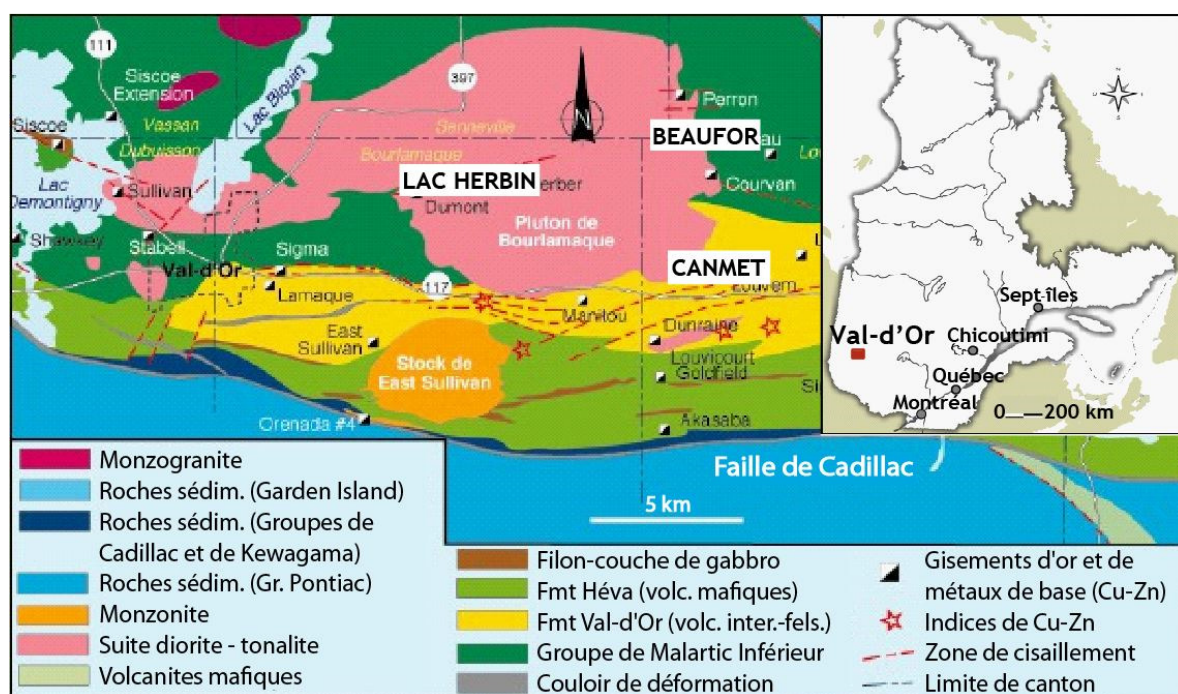 111
Siscoe
Extension
Siscoe
Vassan
Dubuisson
Lac Blouin
397
Senneville
Bourlamaque
N
Perron
BEAUFOR
Courvan
Sullivan
Lac
Demontigny
LAC HERBIN
Dumont
Pluton de
Bourlamaque
Stabell
Val-d'Or
Sigma
Lamaque
117
CANMET
Manitou
Dunraine
East
Sullivan
Stock de
East Sullivan
Louvicourt
Goldfield
Orenada #4
Akasaba
Faille de Cadillac
5 km
Sept-îles
Val-d'Or
Chicoutimi
Québec
Montréal
0 200 km
Monzogranite
Roches sédim. (Garden Island)
Roches sédim. (Groupes de
Cadillac et de Kewagama)
Roches sédim. (Gr. Pontiac)
Monzonite
Suite diorite - tonalite
Volcanites mafiques
Filon-couche de gabbro
Fmt Héva (volc. mafiques)
Fmt Val-d'Or (volc. inter.-fels.)
Groupe de Malartic Inférieur
Couloir de déformation
Gisements d'or et de
métaux de base (Cu-Zn)
Indices de Cu-Zn
Zone de cisaillement
Limite de canton